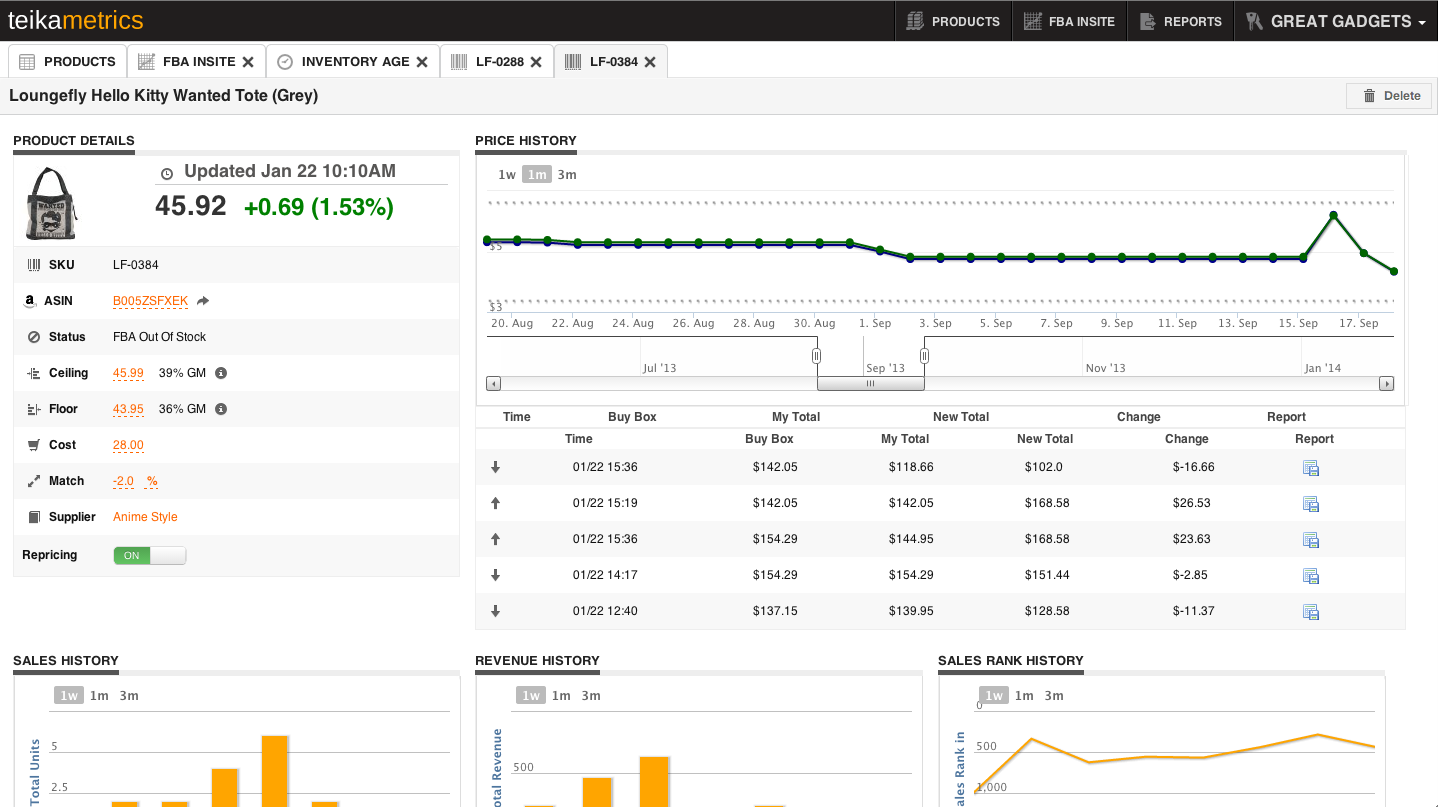 teikametrics PRODUCTS FBA INSITE REPORTS GREAT GADGETS
PRODUCTS FBA INSITE INVENTORY AGE LF-0288 LF-0384
Loungefly Hello Kitty Wanted Tote (Grey) Delete
PRODUCT DETAILS
WANTED
Updated Jan 22 10:10AM
45.92 +0.69 (1.53%)
SKU LF-0384
ASIN B005ZSFXEK
Status FBA Out Of Stock
Ceiling 45.99 39% GM
Floor 43.95 36% GM
Cost 28.00
Match -2.0 %
Supplier Anime Style
Repricing ON
PRICE HISTORY
1w 1m 3m
$5
$3
20. Aug 22. Aug 24. Aug 26. Aug 28. Aug 30. Aug 1. Sep 3. Sep 5. Sep 7. Sep 9. Sep 11. Sep 13. Sep 15. Sep 17. Sep
Jul '13 Sep '13 Nov '13 Jan '14
Time Buy Box My Total New Total Change Report
Time Buy Box My Total New Total Change Report
01/22 15:36 $142.05 $118.66 $102.0 $-16.66
01/22 15:19 $142.05 $142.05 $168.58 $26.53
01/22 15:36 $154.29 $144.95 $168.58 $23.63
01/22 14:17 $154.29 $154.29 $151.44 $-2.85
01/22 12:40 $137.15 $139.95 $128.58 $-11.37
SALES HISTORY
1w 1m 3m
Total Units
5
2.5
REVENUE HISTORY
1w 1m 3m
otal Revenue
500
SALES RANK HISTORY
1w 1m 3m
ales Rank in
0
500
1,000